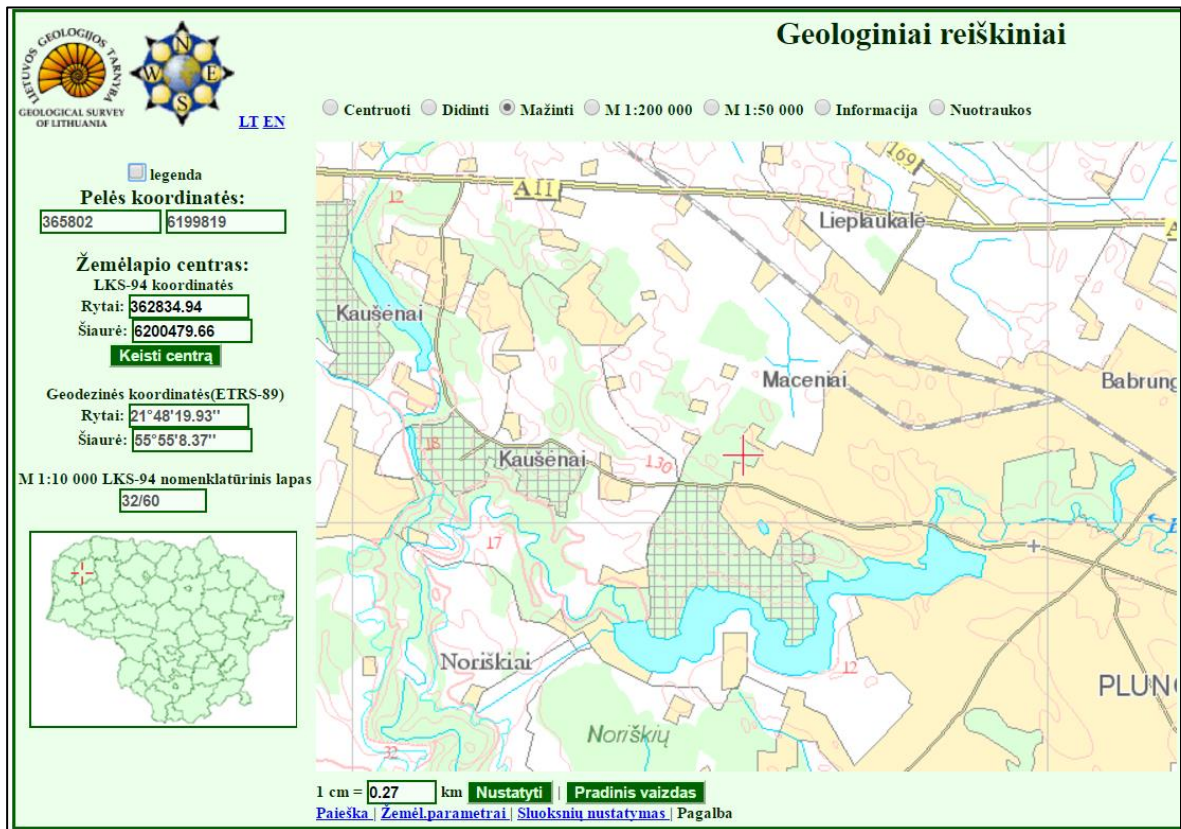 Geologiniai reiškiniai
LIETUVOS GEOLOGIJOS TARNYBA
GEOLOGICAL SURVEY
OF LITHUANIA
N
W E
S
LT EN
Centruoti Didinti Mažinti M 1:200 000 M 1:50 000 Informacija Nuotraukos
legenda
Pelės koordinatės:
365802 6199819
Žemėlapio centras:
LKS-94 koordinatės
Rytai: 362834.94
Šiaurė: 6200479.66
Keisti centrą
Geodezinės koordinatės(ETRS-89)
Rytai: 21°48'19.93''
Šiaurė: 55°55'8.37''
M 1:10 000 LKS-94 nomenklatūrinis lapas
32/60
169
12
A11
Lieplaukalė
A
Kaušėnai
Maceniai
Babrung
18
Kaušėnai
130
17
Noriškiai
12
PLUN
Noriškių
32
1 cm = 0.27 km Nustatyti | Pradinis vaizdas
Paieška | Žemėl.parametrai | Sluoksnių nustatymas | Pagalba